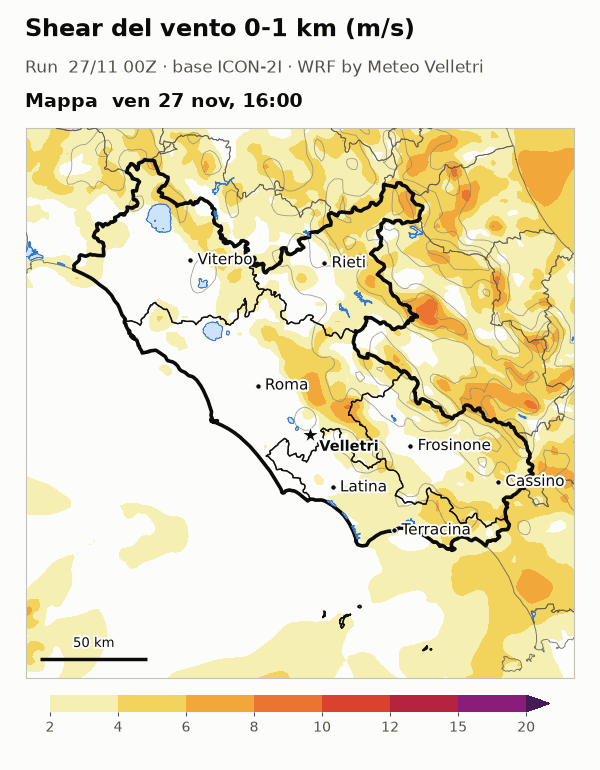 Shear del vento 0-1 km (m/s)
Run  27/11 00Z · base ICON-2I · WRF by Meteo Velletri
Mappa  ven 27 nov, 16:00
Viterbo
Rieti
Roma
Velletri
Frosinone
Cassino
Latina
Terracina
50 km
2 4 6 8 10 12 15 20